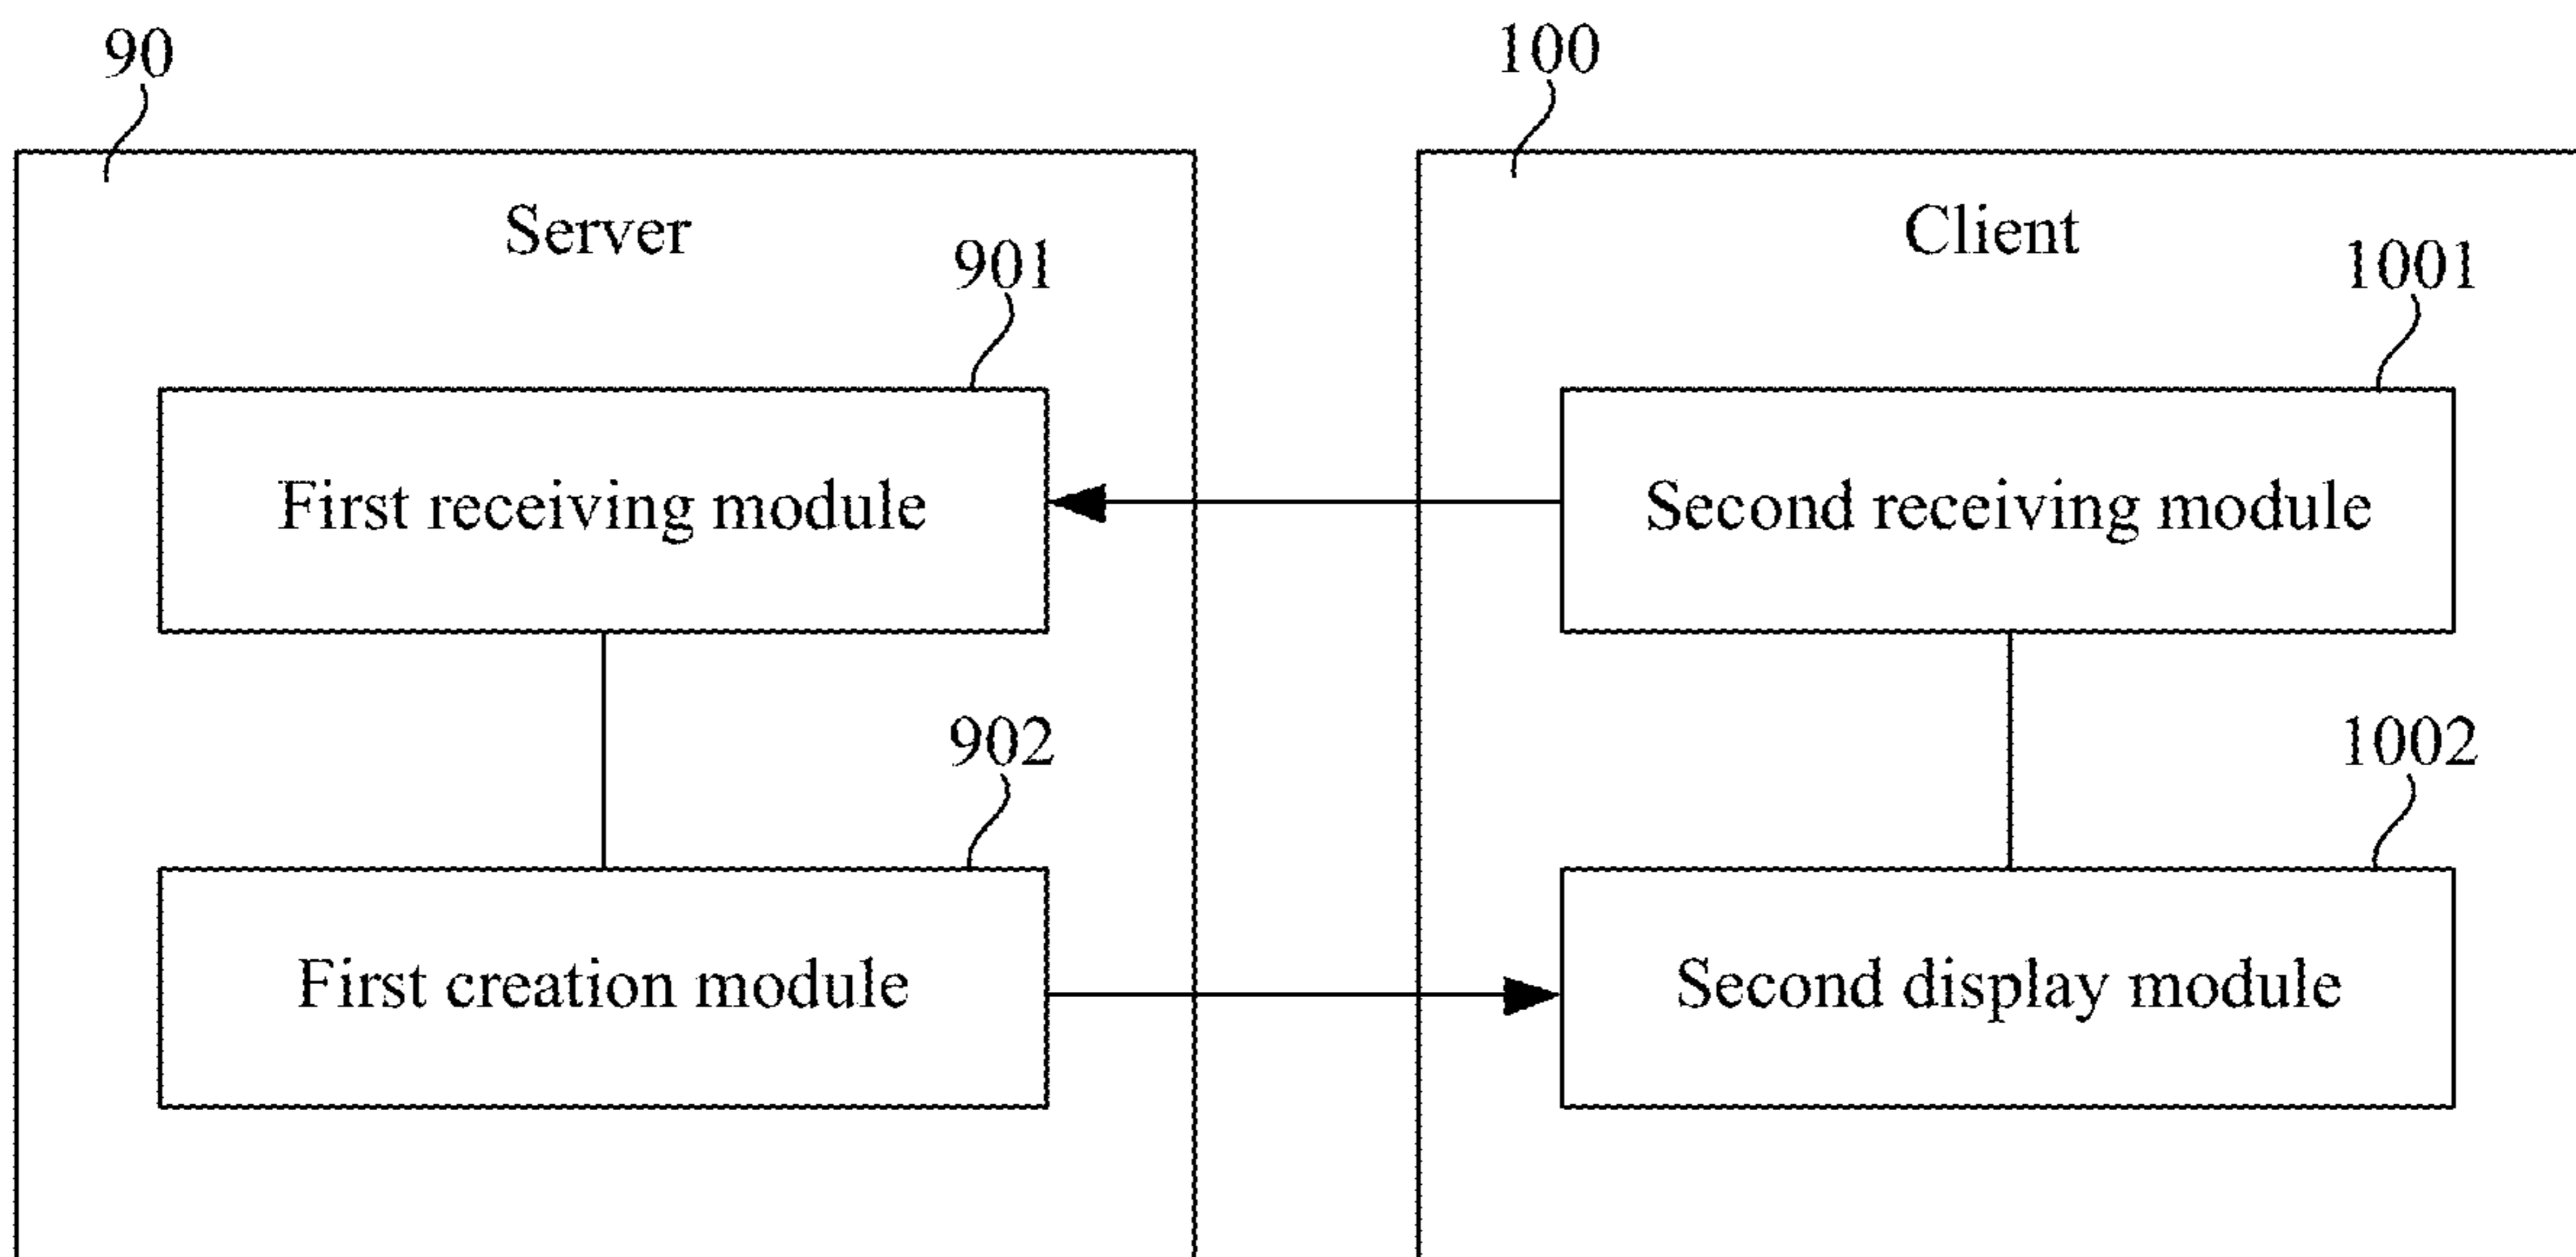 90
100
Server
Client
901
1001
First receiving module
Second receiving module
902
1002
First creation module
Second display module